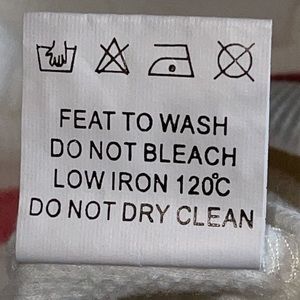 FEAT TO WASH
DO NOT BLEACH
LOW IRON 120℃
DO NOT DRY CLEAN